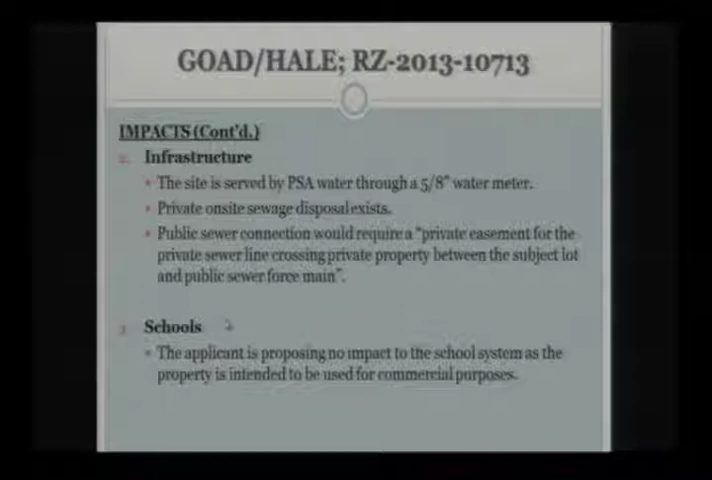 GOAD/HALE; RZ-2013-10713
IMPACTS (Cont'd.)
Infrastructure
• The site is served by PSA water through a 5/8" water meter.
• Private onsite sewage disposal exists.
• Public sewer connection would require a "private easement for the
private sewer line crossing private property between the subject lot
and public sewer force main".
Schools
• The applicant is proposing no impact to the school system as the
property is intended to be used for commercial purposes.